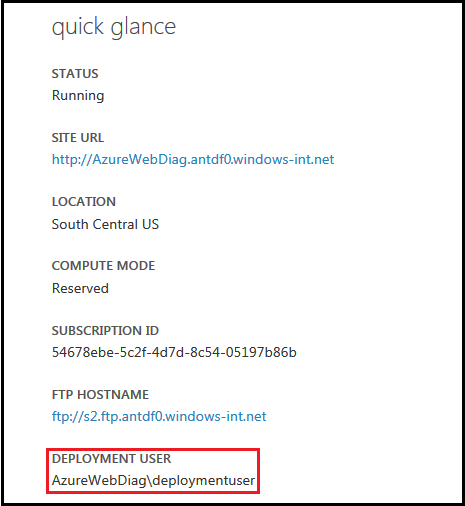 quick glance
STATUS
Running
SITE URL
http://AzureWebDiag.antdf0.windows-int.net
LOCATION
South Central US
COMPUTE MODE
Reserved
SUBSCRIPTION ID
54678ebe-5c2f-4d7d-8c54-05197b86b
FTP HOSTNAME
ftp://s2.ftp.antdf0.windows-int.net
DEPLOYMENT USER
AzureWebDiag\deploymentuser